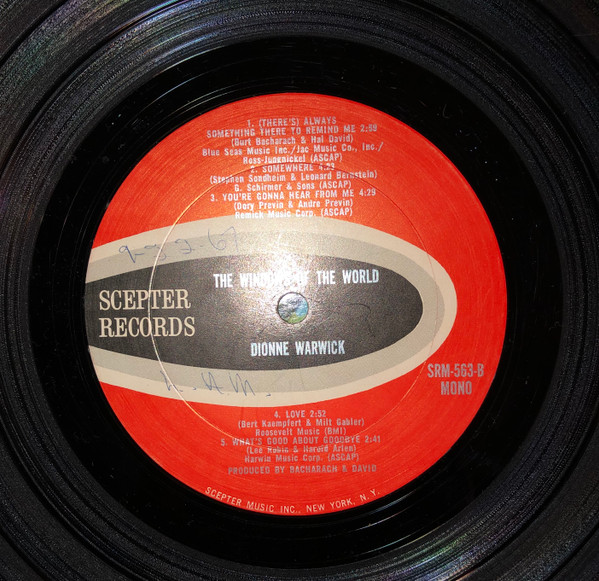 1. (THERE'S) ALWAYS
SOMETHING THERE TO REMIND ME 2:59
(Burt Bacharach & Hal David)
Blue Seas Music Inc./Jac Music Co., Inc./
Ross-Jungnickel (ASCAP)
2. SOMEWHERE 4:23
(Stephen Sondheim & Leonard Bernstein)
G. Schirmer & Sons (ASCAP)
3. YOU'RE GONNA HEAR FROM ME 4:29
(Dory Previn & Andre Previn)
Remick Music Corp. (ASCAP)
THE WINDOWS OF THE WORLD
SCEPTER
RECORDS
DIONNE WARWICK
SRM-563-B
MONO
4. LOVE 2:52
(Bert Kaempfert & Milt Gabler)
Roosevelt Music (BMI)
5. WHAT'S GOOD ABOUT GOODBYE 2:41
(Leo Robin & Harold Arlen)
Harwin Music Corp. (ASCAP)
PRODUCED BY BACHARACH & DAVID
SCEPTER MUSIC INC., NEW YORK, N.Y.